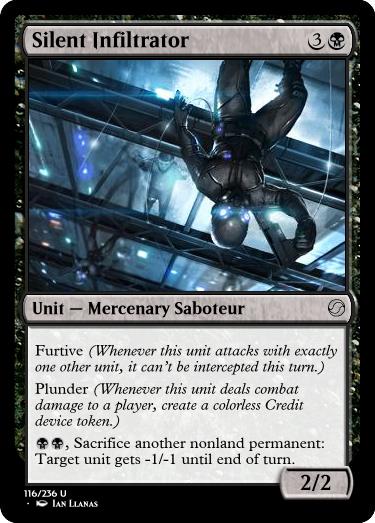 Silent Infiltrator 3
Unit — Mercenary Saboteur
Furtive (Whenever this unit attacks with exactly
one other unit, it can't be intercepted this turn.)
Plunder (Whenever this unit deals combat
damage to a player, create a colorless Credit
device token.)
, Sacrifice another nonland permanent:
Target unit gets -1/-1 until end of turn.
2/2
116/236 U
· Ian Llanas